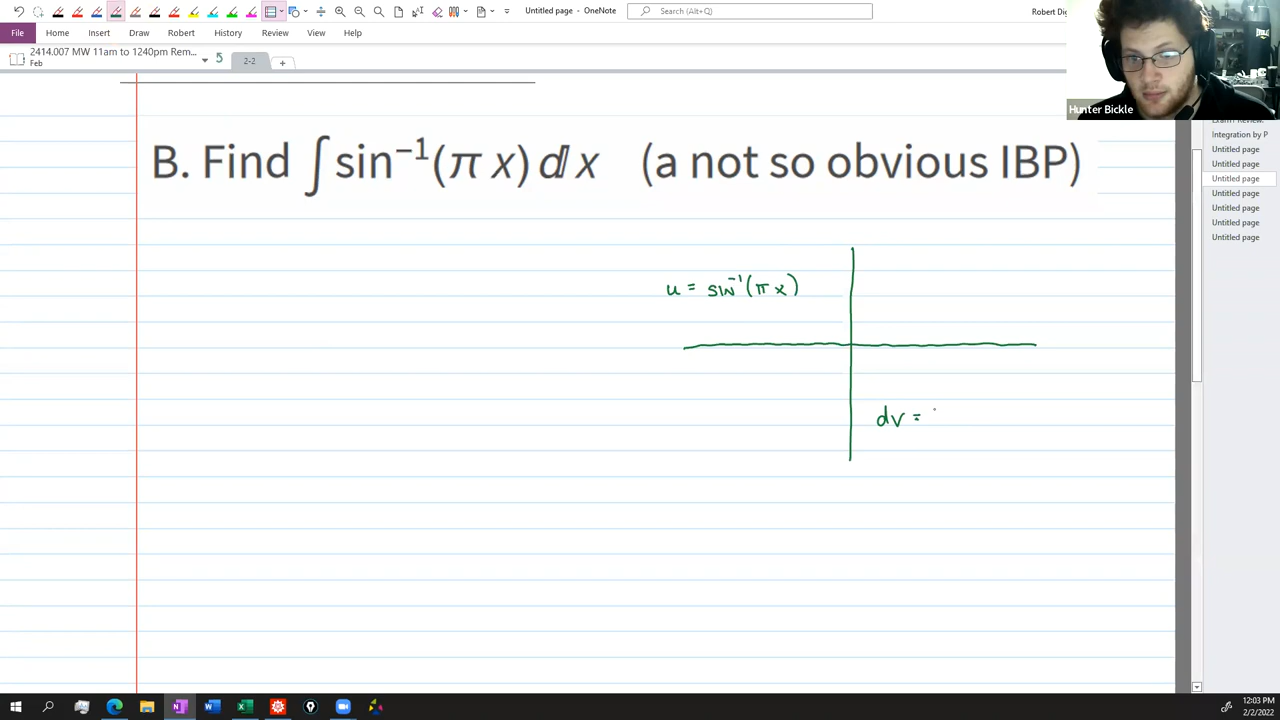 Untitled page - OneNote
Search (Alt+Q)
Robert Dig
File Home Insert Draw Robert History Review View Help
2414.007 MW 11am to 1240pm Rem...
Feb
2-2
Hunter Bickle
Integration by P
Untitled page
Untitled page
Untitled page
Untitled page
Untitled page
Untitled page
Untitled page
B. Find ∫ sin⁻¹(π x) ⅆ x (a not so obvious IBP)
u = sin⁻¹(π x)
dv =
12:03 PM
2/2/2022